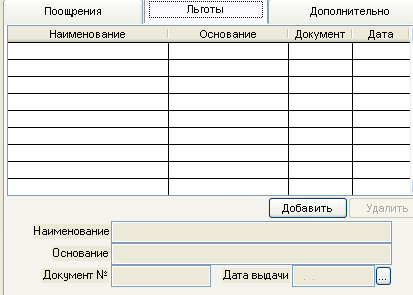 Поощрения Льготы Дополнительно
Наименование Основание Документ Дата
Добавить Удалить
Наименование
Основание
Документ № Дата выдачи . . ...